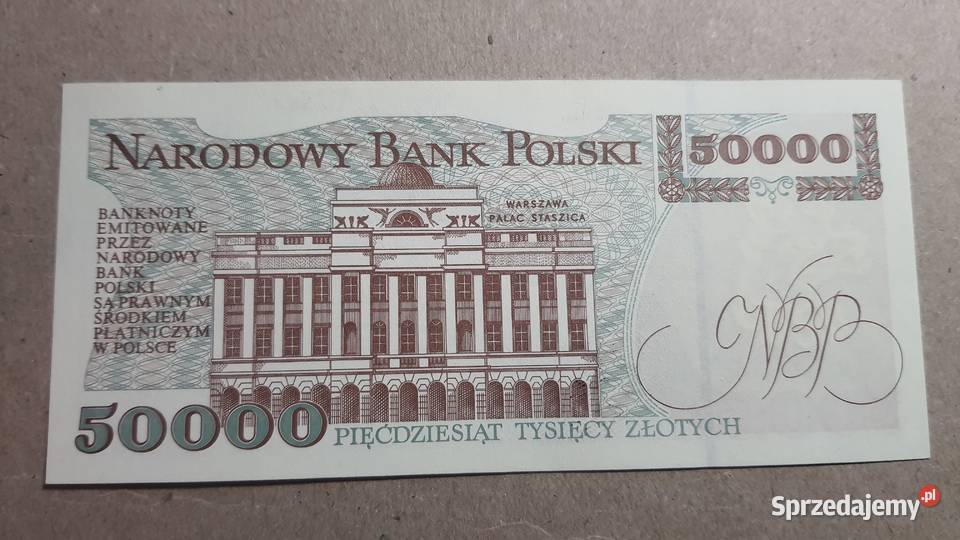 NARODOWY BANK POLSKI
50000
WARSZAWA
PAŁAC STASZICA
BANKNOTY
EMITOWANE
PRZEZ
NARODOWY
BANK
POLSKI
SĄ PRAWNYM
ŚRODKIEM
PŁATNICZYM
W POLSCE
NBP
50000
PIĘĆDZIESIĄT TYSIĘCY ZŁOTYCH
Sprzedajemy.pl